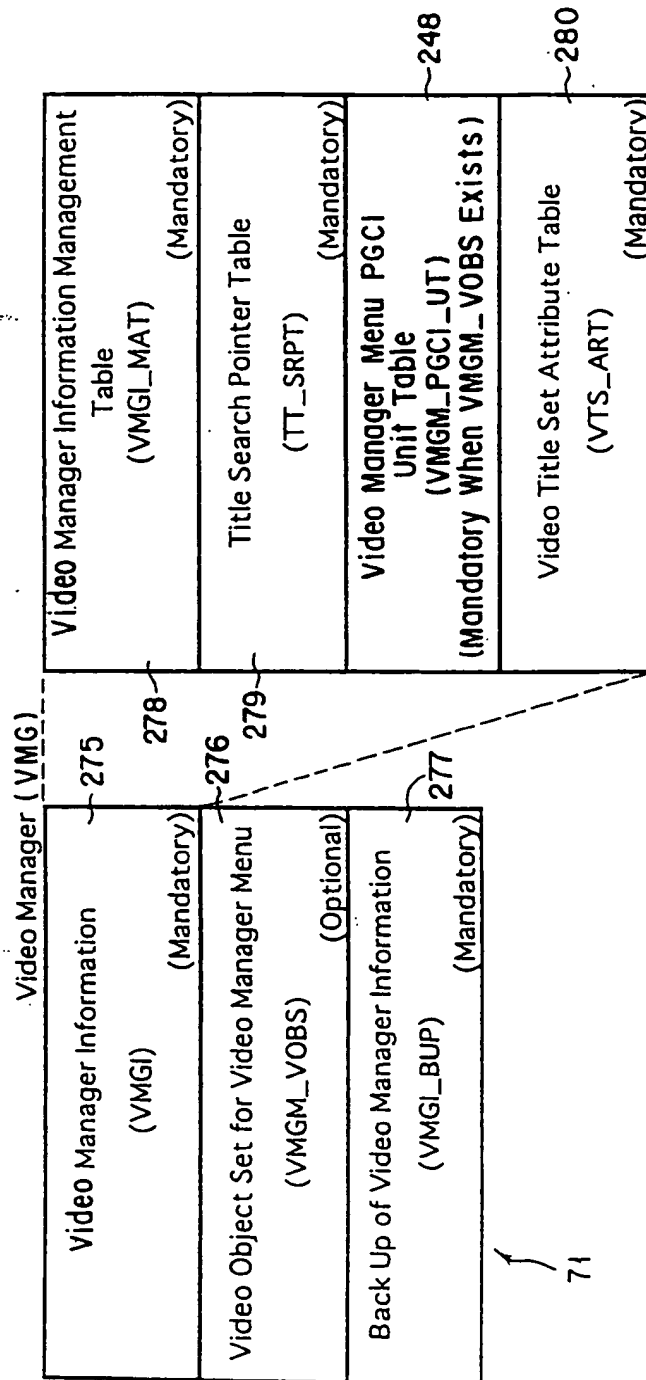 Video Manager (VMG)
275
Video Manager Information
(VMGI)
(Mandatory)
276
Video Object Set for Video Manager Menu
(VMGM_VOBS)
(Optional)
277
Back Up of Video Manager Information
(VMGI_BUP)
(Mandatory)
71
Video Manager Information Management
Table
(VMGI_MAT)
(Mandatory)
278
Title Search Pointer Table
(TT_SRPT)
(Mandatory)
279
Video Manager Menu PGCI
Unit Table
(VMGM_PGCI_UT)
(Mandatory When VMGM_VOBS Exists)
248
Video Title Set Attribute Table
(VTS_ART)
(Mandatory)
280